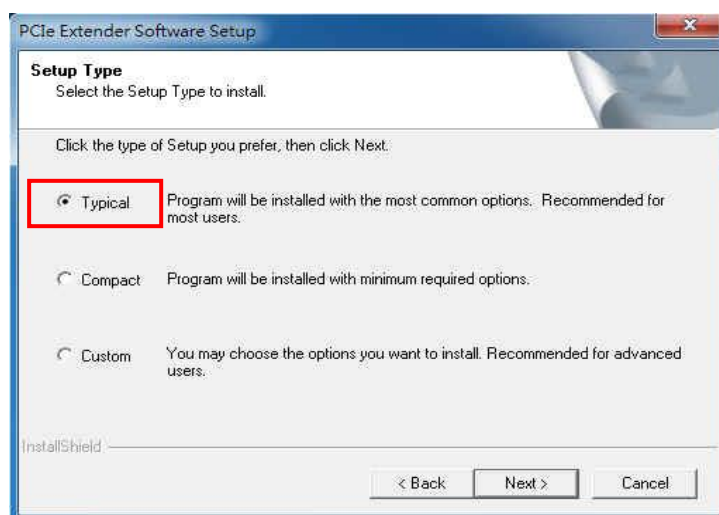 PCIe Extender Software Setup
Setup Type
Select the Setup Type to install.
Click the type of Setup you prefer, then click Next.
Typical
Program will be installed with the most common options. Recommended for
most users.
Compact
Program will be installed with minimum required options.
Custom
You may choose the options you want to install. Recommended for advanced
users.
InstallShield
< Back
Next >
Cancel